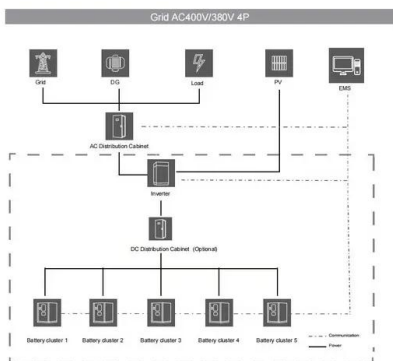 Grid AC400V/380V 4P
Grid
DG
Load
PV
EMS
AC Distribution Cabinet
Inverter
DC Distribution Cabinet (Optional)
Battery cluster 1
Battery cluster 2
Battery cluster 3
Battery cluster 4
Battery cluster 5
Communication
Power